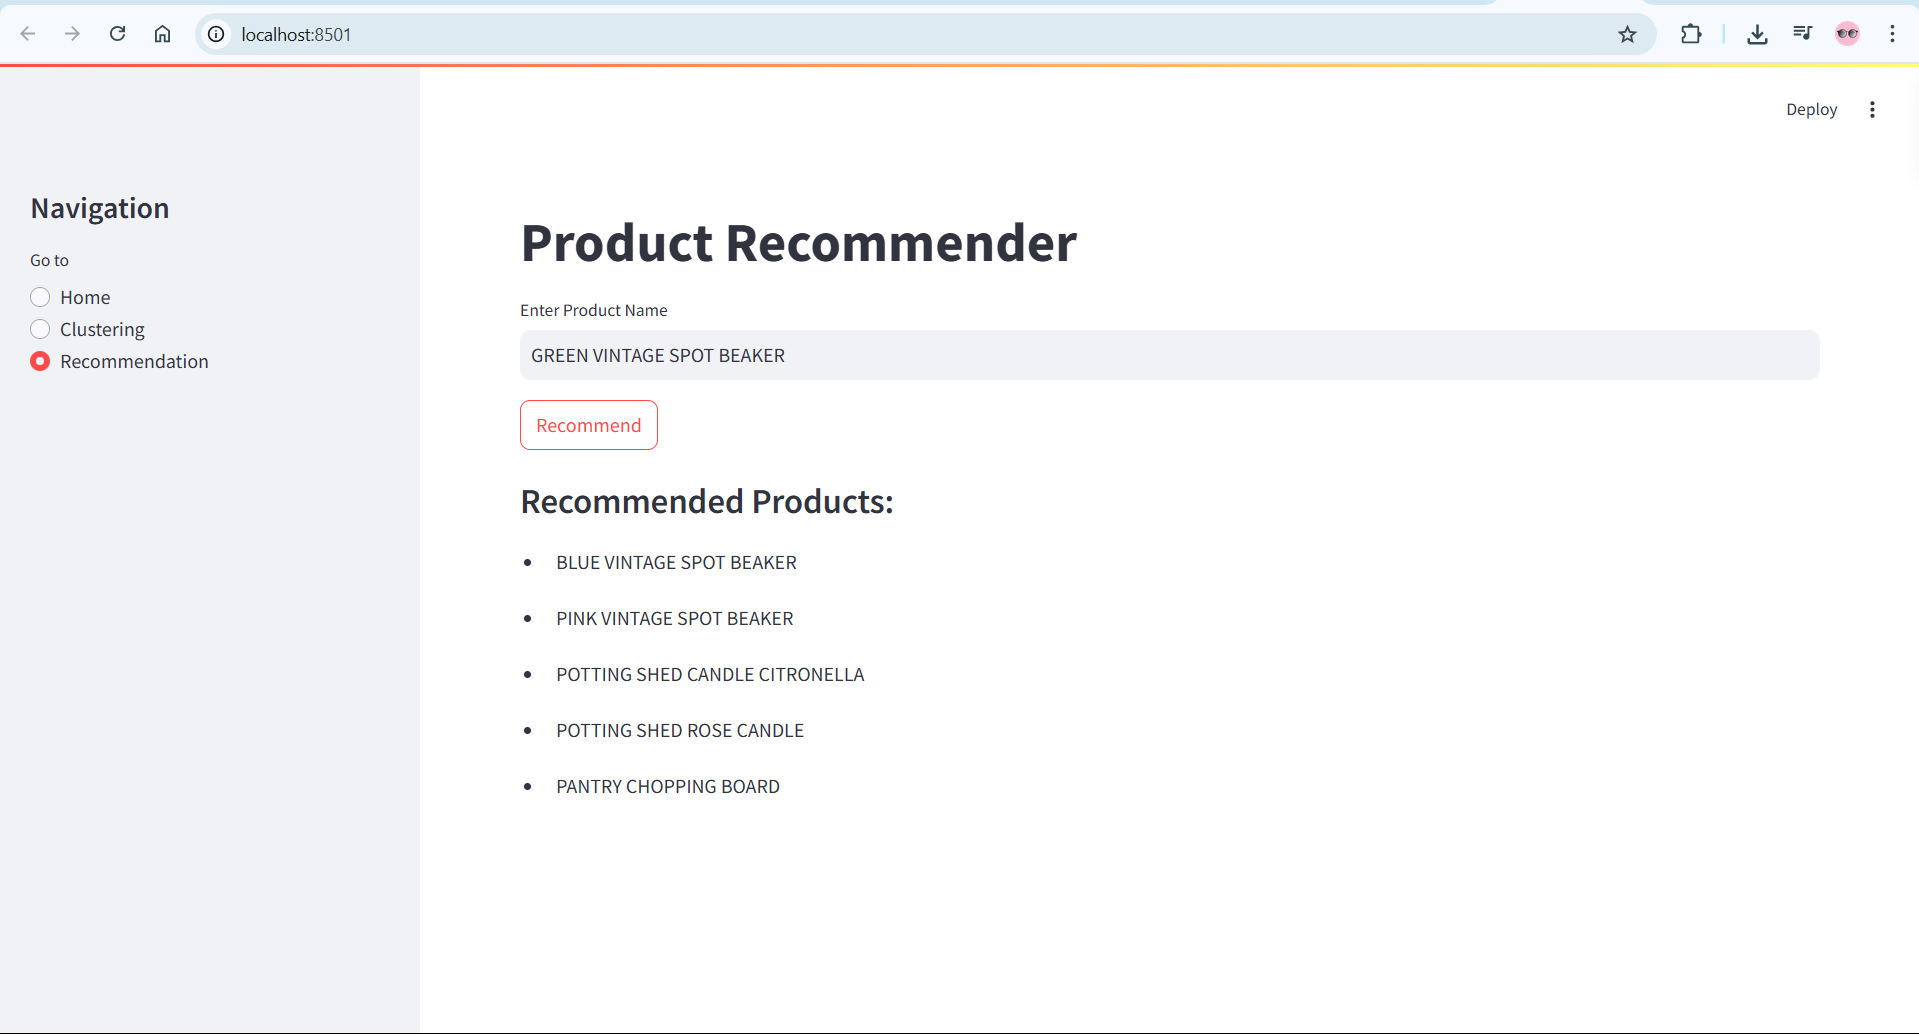 localhost:8501
Deploy
Navigation
Go to
Home
Clustering
Recommendation
Product Recommender
Enter Product Name
GREEN VINTAGE SPOT BEAKER
Recommend
Recommended Products:
BLUE VINTAGE SPOT BEAKER
PINK VINTAGE SPOT BEAKER
POTTING SHED CANDLE CITRONELLA
POTTING SHED ROSE CANDLE
PANTRY CHOPPING BOARD